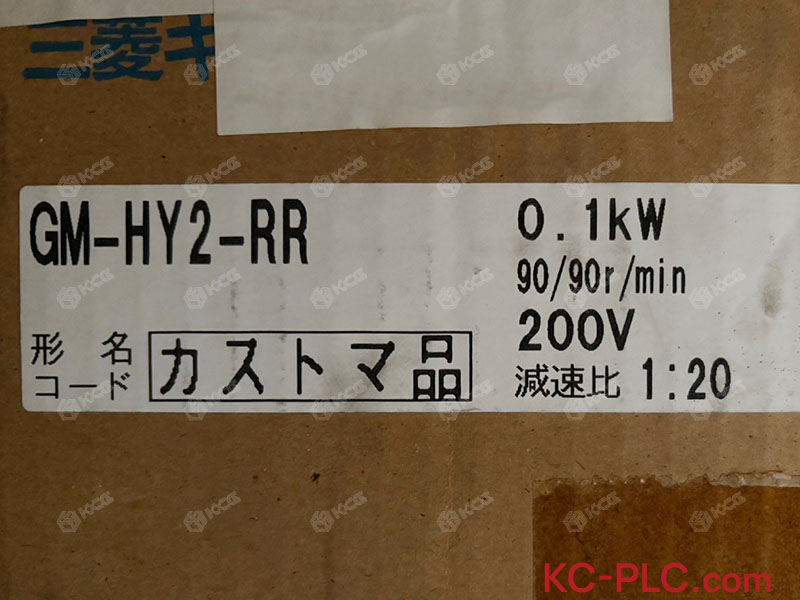 三菱ギ
GM-HY2-RR
0.1kW
90/90r/min
200V
形名
コード
カストマ品
減速比 1:20
KC-PLC.com